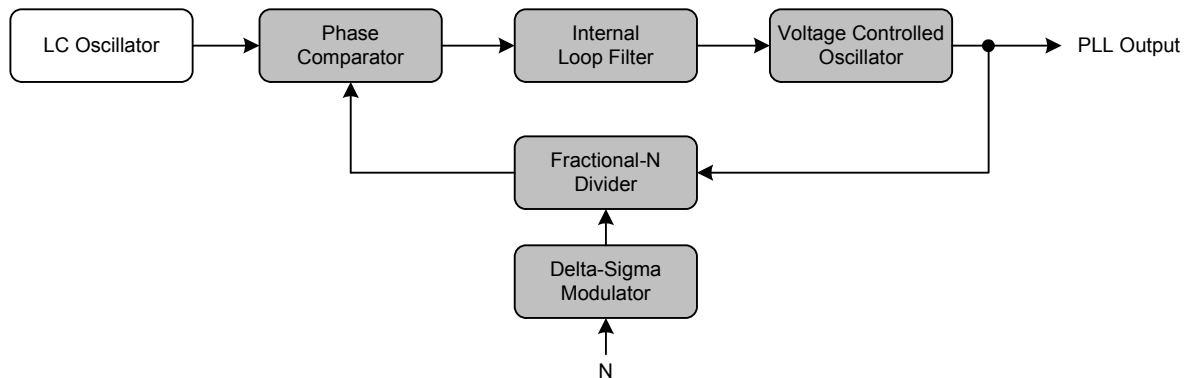 LC Oscillator
Phase
Comparator
Internal
Loop Filter
Voltage Controlled
Oscillator
PLL Output
Fractional-N
Divider
Delta-Sigma
Modulator
N